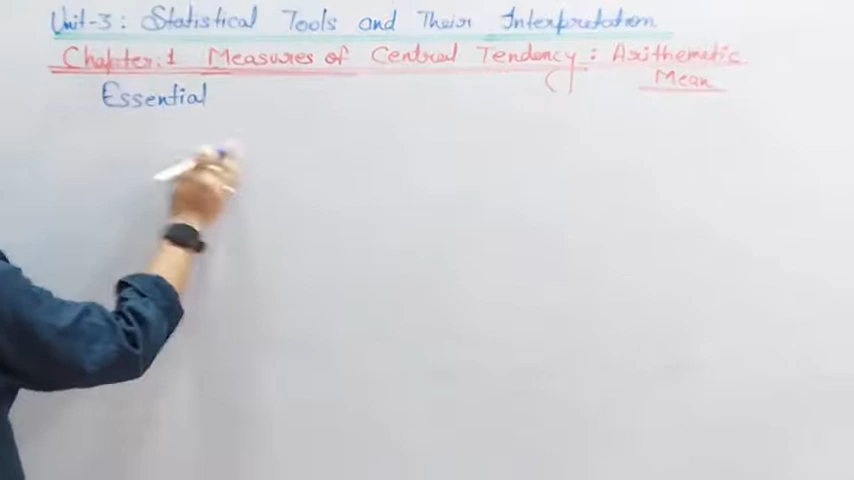 Unit-3: Statistical Tools and Their Interpretation
Chapter:1 Measures of Central Tendency: Arithematic
Mean
Essential